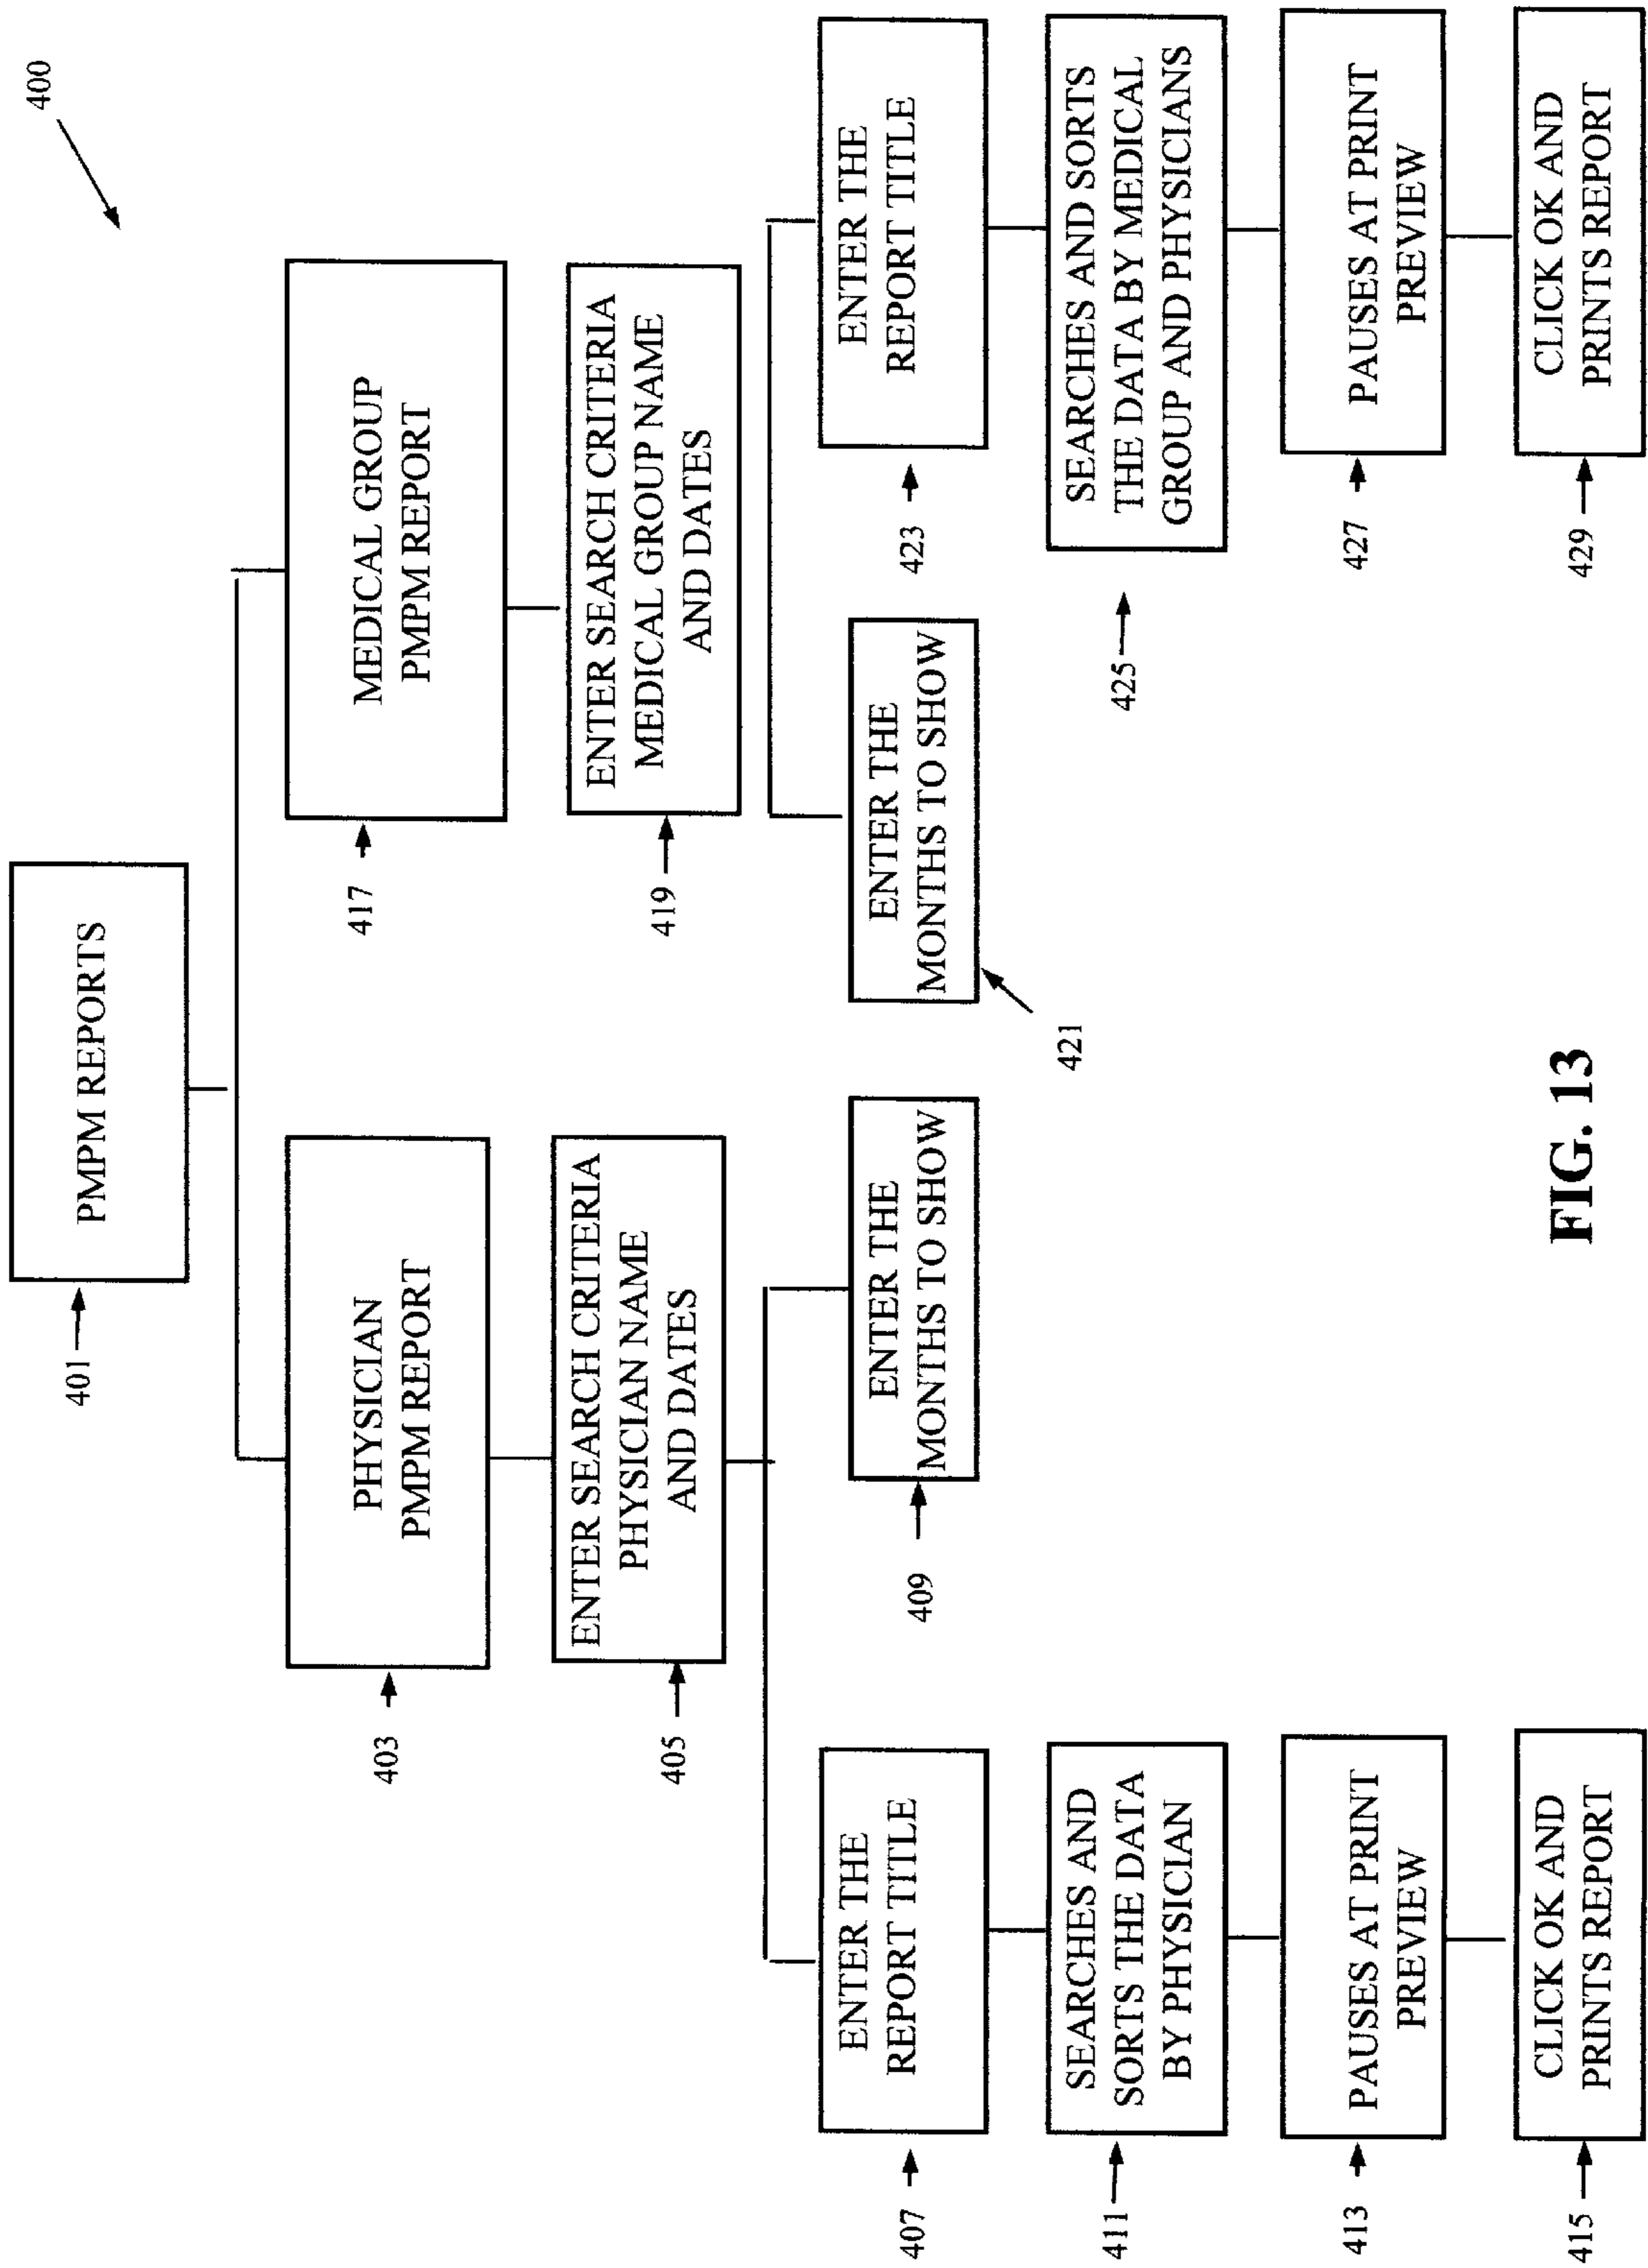 400
401
PMPM REPORTS
403
PHYSICIAN
PMPM REPORT
417
MEDICAL GROUP
PMPM REPORT
405
ENTER SEARCH CRITERIA
PHYSICIAN NAME
AND DATES
419
ENTER SEARCH CRITERIA
MEDICAL GROUP NAME
AND DATES
407
ENTER THE
REPORT TITLE
409
ENTER THE
MONTHS TO SHOW
421
ENTER THE
MONTHS TO SHOW
423
ENTER THE
REPORT TITLE
411
SEARCHES AND
SORTS THE DATA
BY PHYSICIAN
425
SEARCHES AND SORTS
THE DATA BY MEDICAL
GROUP AND PHYSICIANS
413
PAUSES AT PRINT
PREVIEW
427
PAUSES AT PRINT
PREVIEW
415
CLICK OK AND
PRINTS REPORT
429
CLICK OK AND
PRINTS REPORT
FIG. 13